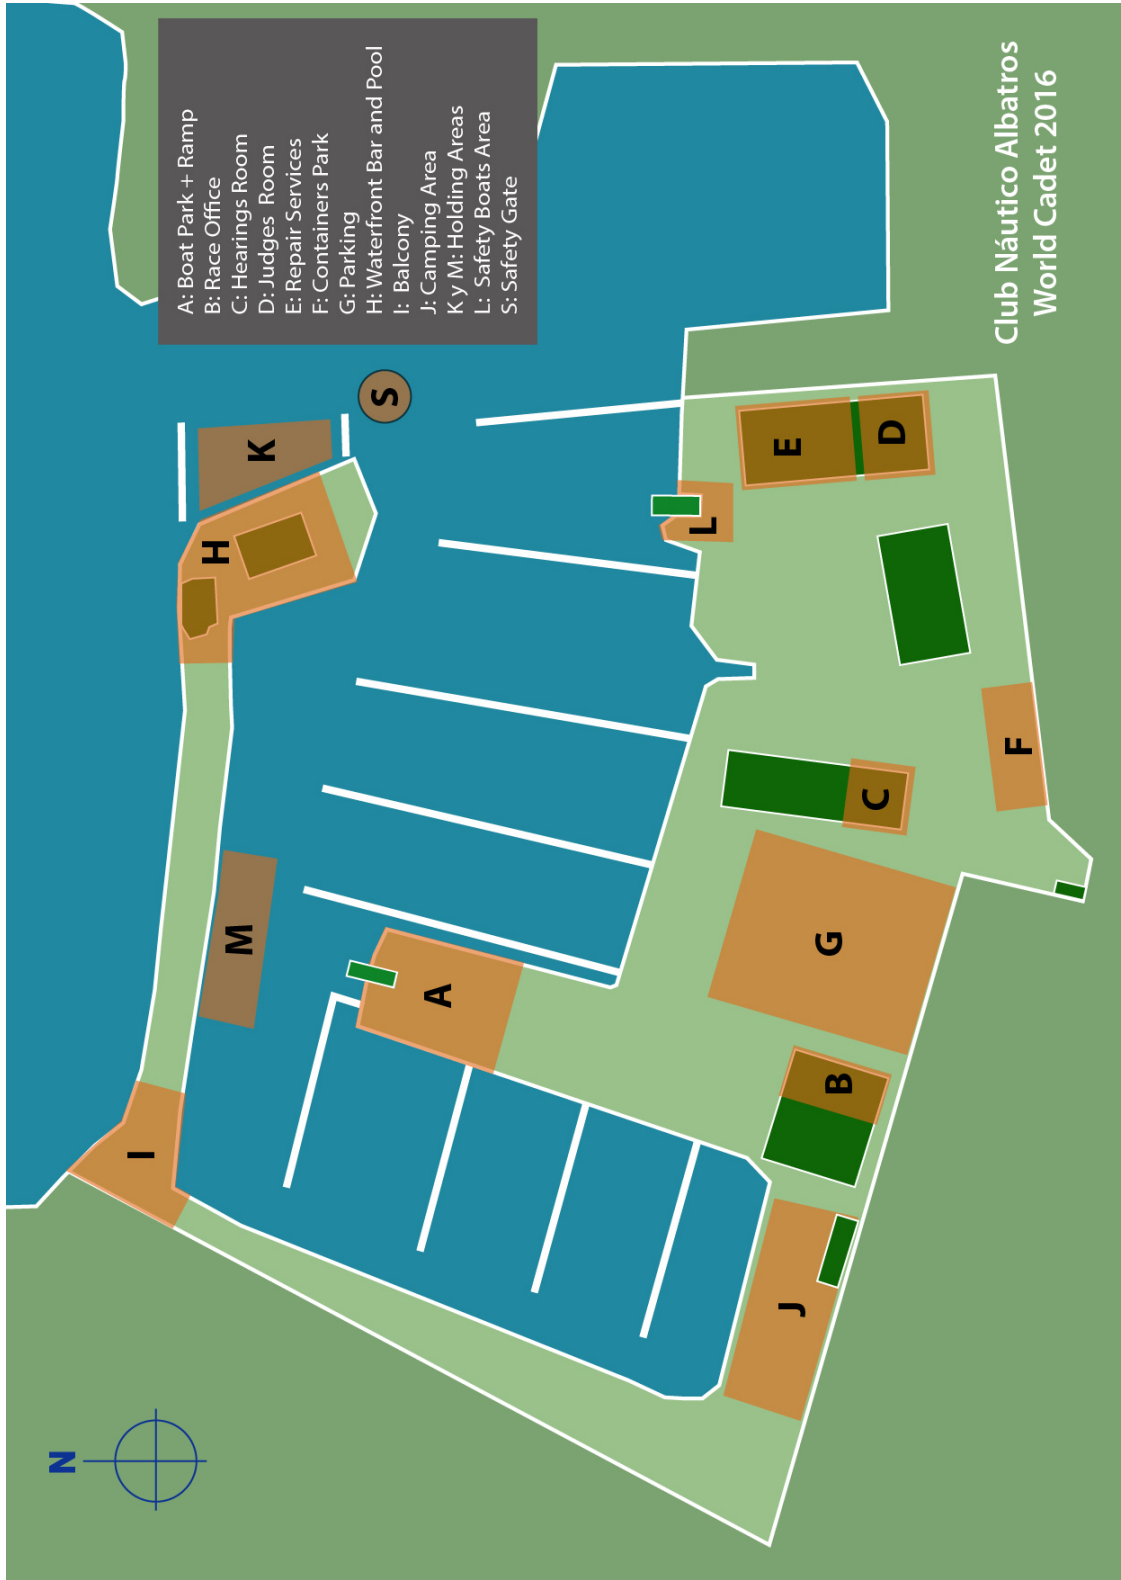 A: Boat Park + Ramp
B: Race Office
C: Hearings Room
D: Judges Room
E: Repair Services
F: Containers Park
G: Parking
H: Waterfront Bar and Pool
I: Balcony
J: Camping Area
K y M: Holding Areas
L: Safety Boats Area
S: Safety Gate
N
I
M
H
K
S
A
L
J
B
G
C
E
D
F
Club Náutico Albatros
World Cadet 2016